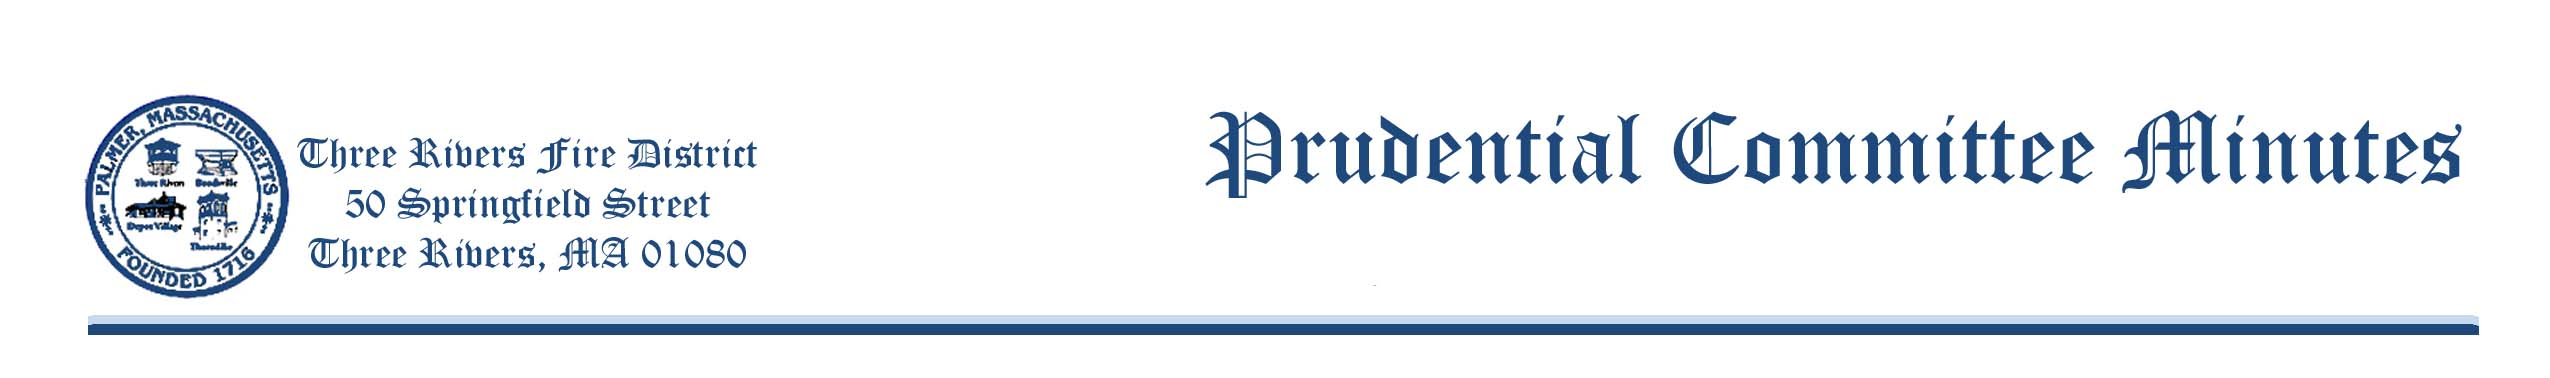 PALMER, MASSACHUSETTS
Three Rivers
Bondsville
Depot Village
Thorndike
FOUNDED 1716
Three Rivers Fire District
50 Springfield Street
Three Rivers, MA 01080
Prudential Committee Minutes